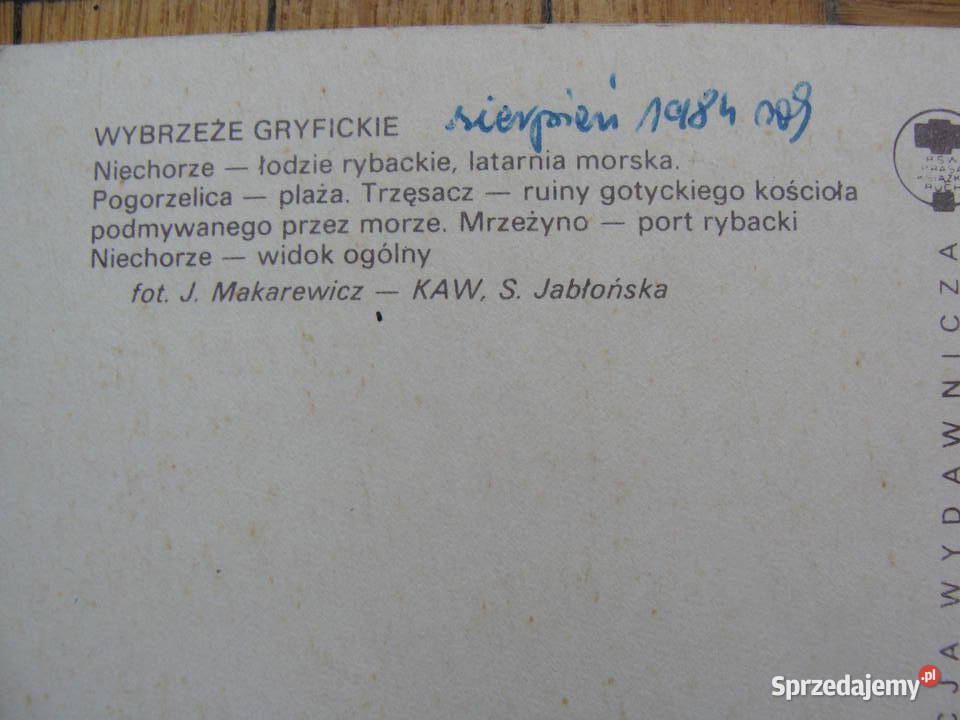 WYBRZEŻE GRYFICKIE sierpień 1984
Niechorze — łodzie rybackie, latarnia morska.
Pogorzelica — plaża. Trzęsacz — ruiny gotyckiego kościoła
podmywanego przez morze. Mrzeżyno — port rybacki
Niechorze — widok ogólny
fot. J. Makarewicz — KAW, S. Jabłońska
RSW
PRASA
KSIĄŻKA
RUCH
CJA WYDAWNICZA
Sprzedajemy.pl